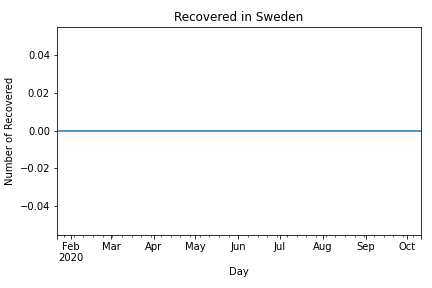 Recovered in Sweden
Number of Recovered
0.04
0.02
0.00
−0.02
−0.04
Feb Mar Apr May Jun Jul Aug Sep Oct
2020
Day